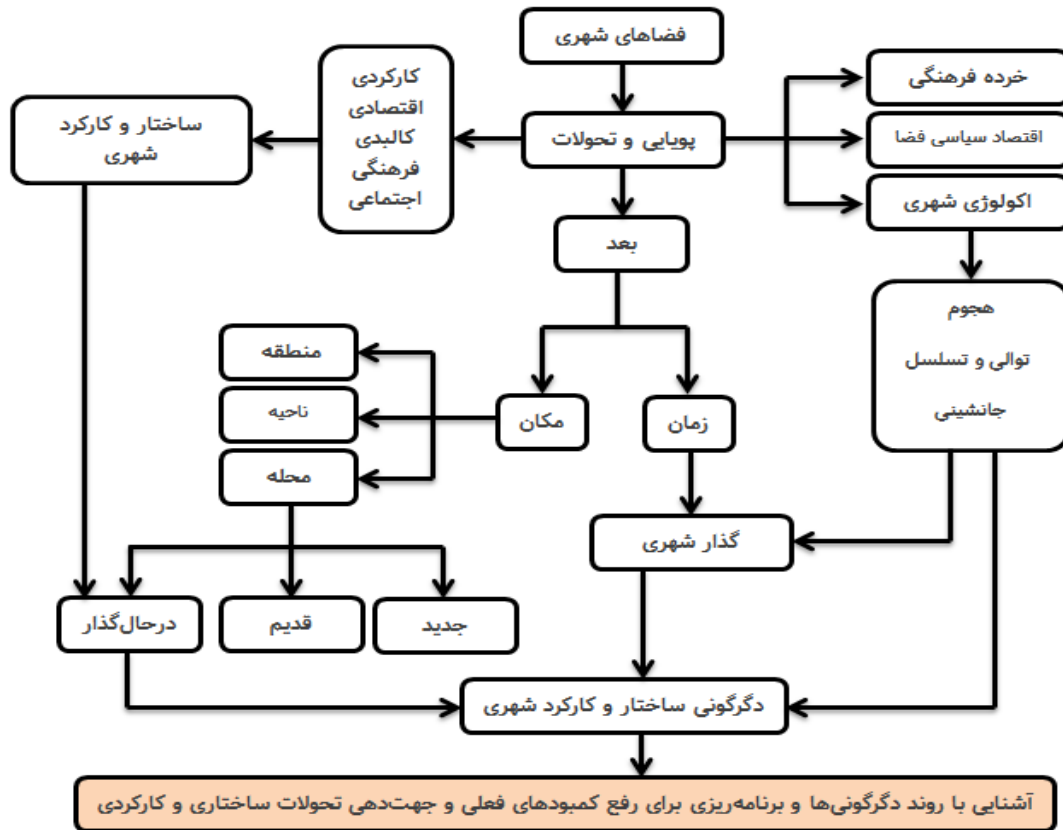 فضاهای شهری
خرده فرهنگی
کارکردی
اقتصادی
کالبدی
فرهنگی
اجتماعی
ساختار و کارکرد
شهری
پویایی و تحولات
اقتصاد سیاسی فضا
اکولوژی شهری
بعد
هجوم
توالی و تسلسل
جانشینی
منطقه
ناحیه
محله
مکان
زمان
گذار شهری
جدید
قدیم
درحال‌گذار
دگرگونی ساختار و کارکرد شهری
آشنایی با روند دگرگونی‌ها و برنامه‌ریزی برای رفع کمبودهای فعلی و جهت‌دهی تحولات ساختاری و کارکردی